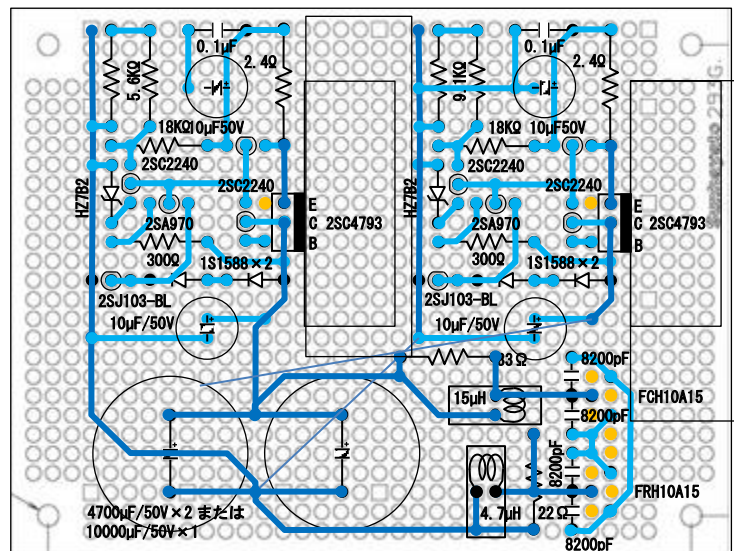 0.1μF
2.4Ω
5.6KΩ
18KΩ
10μF50V
2SC2240
2SC2240
HZ7B2
E
C
B
2SC4793
2SA970
300Ω
1S1588×2
2SJ103-BL
10μF/50V
0.1μF
2.4Ω
9.1KΩ
18KΩ
10μF50V
2SC2240
2SC2240
HZ7B2
E
C
B
2SC4793
2SA970
300Ω
1S1588×2
2SJ103-BL
10μF/50V
33Ω
8200pF
15μH
FCH10A15
8200pF
8200pF
4700μF/50V×2 または
10000μF/50V×1
4.7μH
22Ω
FRH10A15
8200pF